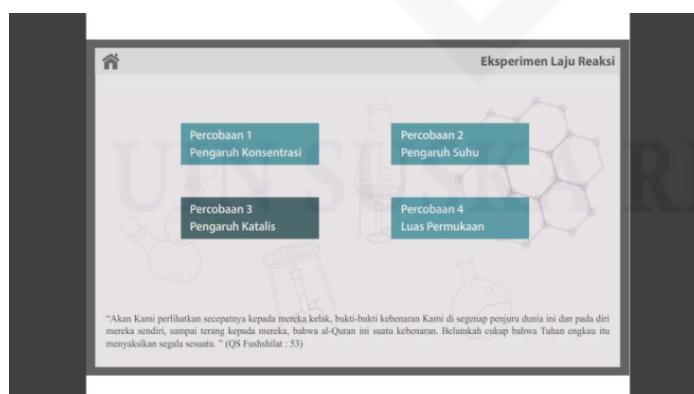 Eksperimen Laju Reaksi
Percobaan 1
Pengaruh Konsentrasi
Percobaan 2
Pengaruh Suhu
Percobaan 3
Pengaruh Katalis
Percobaan 4
Luas Permukaan
UIN SUSKA RI
“Akan Kami perlihatkan secepatnya kepada mereka kelak, bukti-bukti kebenaran Kami di segenap penjuru dunia ini dan pada diri
mereka sendiri, sampai terang kepada mereka, bahwa al-Quran ini suatu kebenaran. Belumkah cukup bahwa Tuhan engkau itu
menyaksikan segala sesuatu. ” (QS Fushshilat : 53)